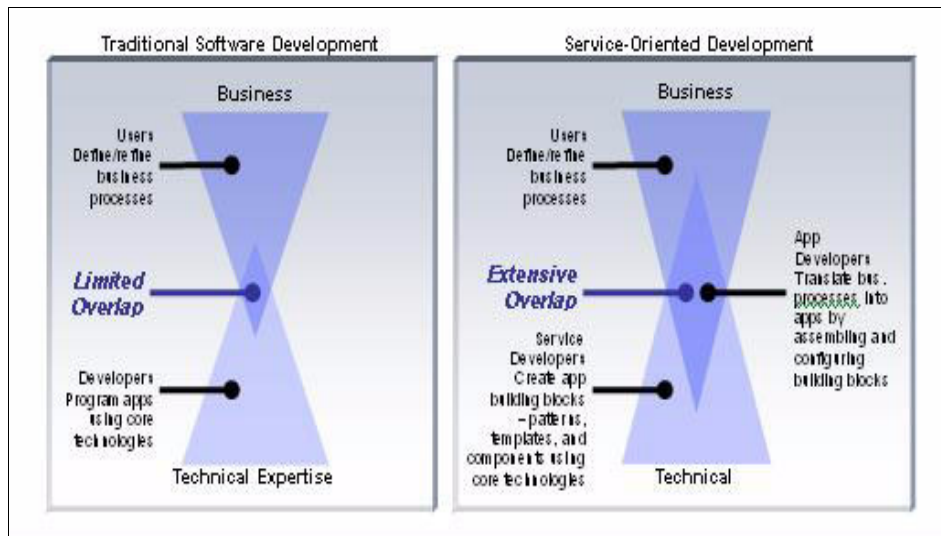 Traditional Software Development
Business
Users
Define/refine
business
processes
Limited
Overlap
Developers
Program apps
using core
technologies
Technical Expertise
Service-Oriented Development
Business
Users
Define/refine
business
processes
Extensive
Overlap
Service
Developers
Create app
building blocks
– patterns,
templates, and
components using
core technologies
App
Developers
Translate bus.
processes into
apps by
assembling and
configuring
building blocks
Technical